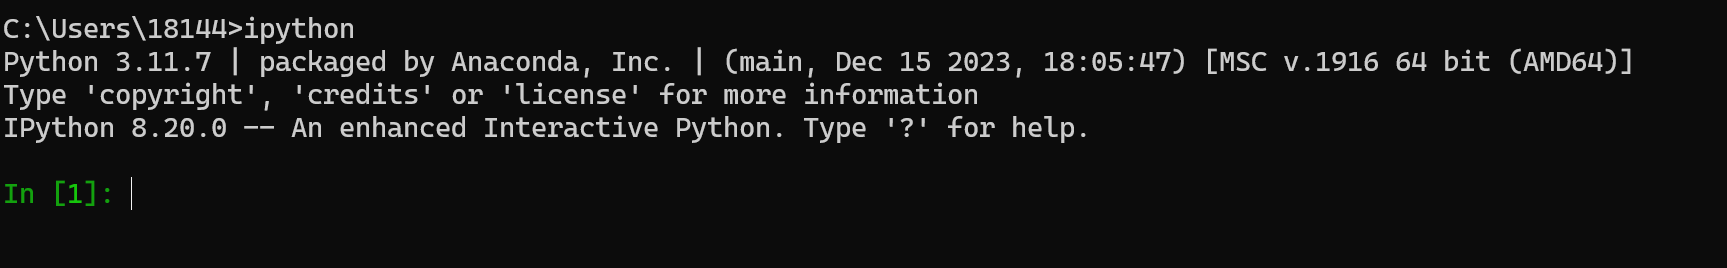 C:\Users\18144>ipython
Python 3.11.7 | packaged by Anaconda, Inc. | (main, Dec 15 2023, 18:05:47) [MSC v.1916 64 bit (AMD64)]
Type 'copyright', 'credits' or 'license' for more information
IPython 8.20.0 -- An enhanced Interactive Python. Type '?' for help.
In [1]: